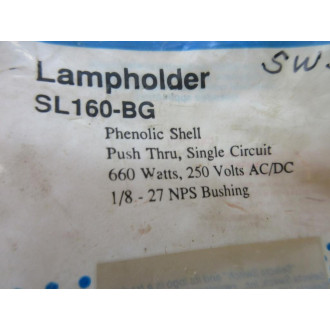 Lampholder
SW
SL160-BG
Phenolic Shell
Push Thru, Single Circuit
660 Watts, 250 Volts AC/DC
1/8 - 27 NPS Bushing